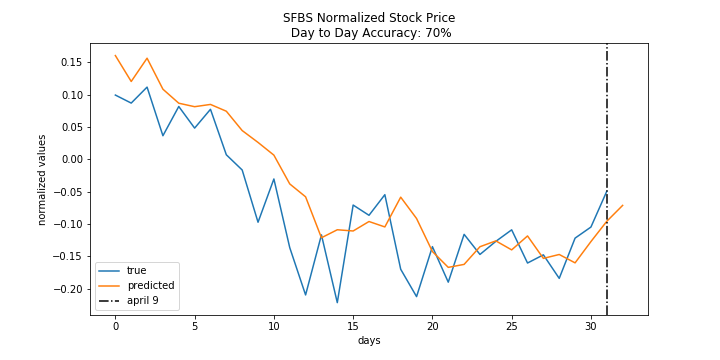 SFBS Normalized Stock Price
Day to Day Accuracy: 70%
normalized values
0.15
0.10
0.05
0.00
−0.05
−0.10
−0.15
−0.20
true
predicted
april 9
0 5 10 15 20 25 30
days